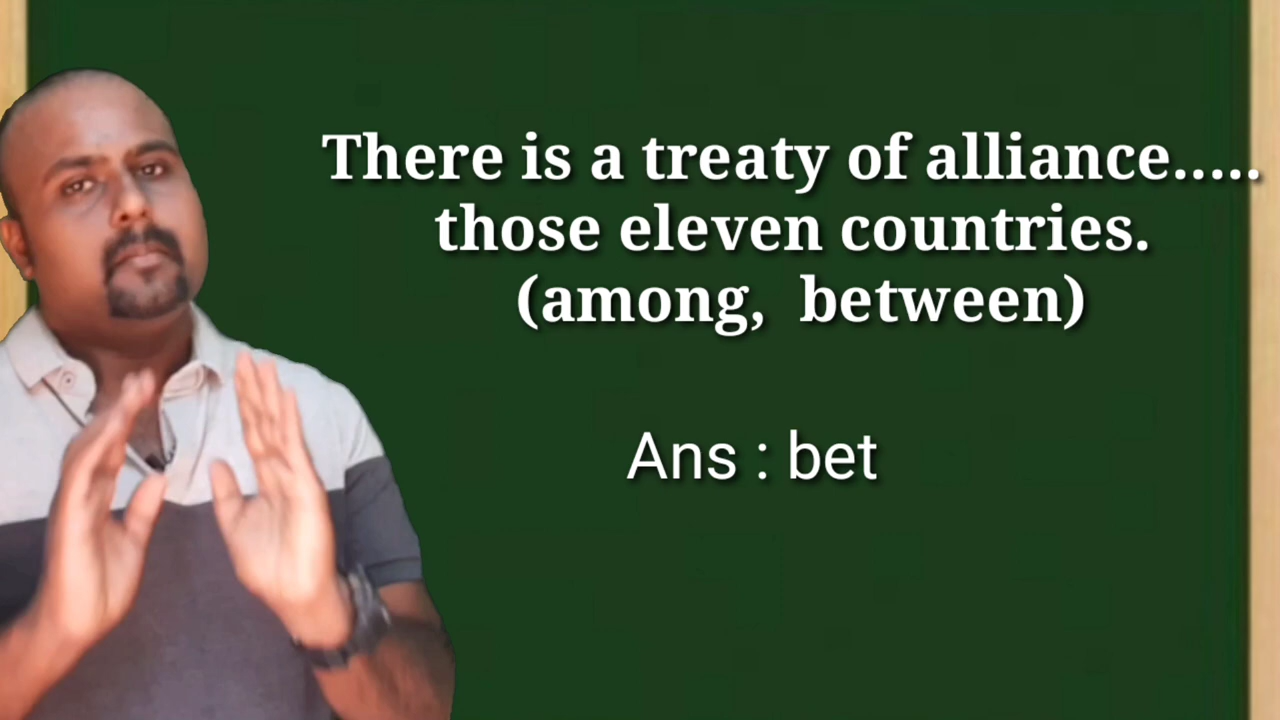 There is a treaty of alliance.....
those eleven countries.
(among, between)
Ans : bet